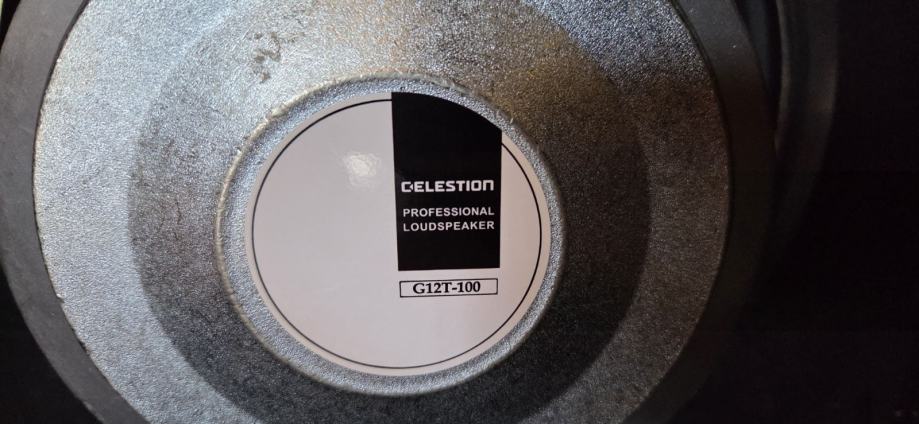 CELESTION
PROFESSIONAL
LOUDSPEAKER
G12T-100